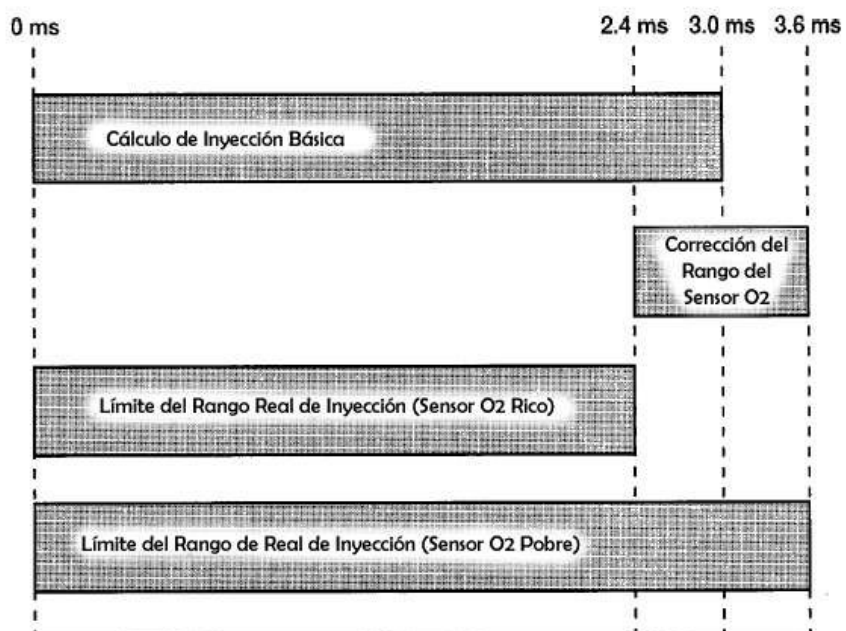 0 ms 2.4 ms 3.0 ms 3.6 ms
Cálculo de Inyección Básica
Corrección del
Rango del
Sensor O2
Límite del Rango Real de Inyección (Sensor O2 Rico)
Límite del Rango de Real de Inyección (Sensor O2 Pobre)